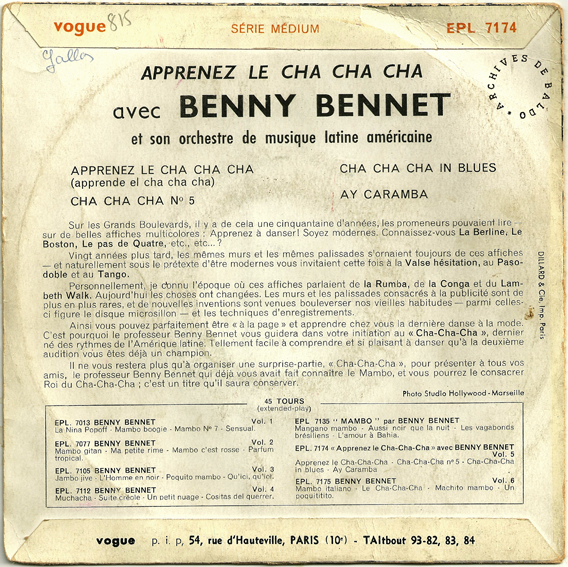 vogue 815 SÉRIE MÉDIUM EPL 7174
ARCHIVES DE BALDO
APPRENEZ LE CHA CHA CHA
avec BENNY BENNET
et son orchestre de musique latine américaine
APPRENEZ LE CHA CHA CHA
(apprende el cha cha cha)
CHA CHA CHA Nº 5
CHA CHA CHA IN BLUES
AY CARAMBA
Sur les Grands Boulevards, il y a de cela une cinquantaine d'années, les promeneurs pouvaient lire —
sur de belles affiches multicolores : Apprenez à danser! Soyez modernes. Connaissez-vous La Berline, Le
Boston, Le pas de Quatre, etc., etc...?
Vingt années plus tard, les mêmes murs et les mêmes palissades s'ornaient toujours de ces affiches
— et naturellement sous le prétexte d'être modernes vous invitaient cette fois à la Valse hésitation, au Paso-
doble et au Tango.
Personnellement, je connu l'époque où ces affiches parlaient de la Rumba, de la Conga et du Lam-
beth Walk. Aujourd'hui les choses ont changées. Les murs et les palissades consacrés à la publicité sont de
plus en plus rares, et de nouvelles inventions sont venues bouleverser nos vieilles habitudes — parmi celles-
ci figure le disque microsillon — et les techniques d'enregistrements.
Ainsi vous pouvez parfaitement être « à la page » et apprendre chez vous la dernière danse à la mode.
C'est pourquoi le professeur Benny Bennet vous guidera dans votre initiation au « Cha-Cha-Cha », dernier
né des rythmes de l'Amérique latine. Tellement facile à comprendre et si plaisant à danser qu'à la deuxième
audition vous êtes déjà un champion.
Il ne vous restera plus qu'à organiser une surprise-partie, « Cha-Cha-Cha », pour présenter à tous vos
amis, le professeur Benny Bennet qui déjà vous avait fait connaître le Mambo, et vous pourrez le consacrer
Roi du Cha-Cha-Cha ; c'est un titre qu'il saura conserver.
Photo Studio Hollywood - Marseille
DILLARD & Cie. Imp. Paris
45 TOURS
(extended-play)
EPL. 7013 BENNY BENNET Vol. 1
La Nina Popoff - Mambo boogie - Mambo Nº 7 - Sensual.
EPL. 7077 BENNY BENNET Vol. 2
Mambo gitan - Ma petite rime - Mambo c'est rosse - Parfum
tropical.
EPL. 7105 BENNY BENNET Vol. 3
Jambo jive - L'Homme en noir - Poquito mambo - Qu'ici, qu'ict.
EPL. 7112 BENNY BENNET Vol. 4
Muchacha - Suite créole - Un petit nuage - Cositas del querrer.
EPL 7135 " MAMBO " par BENNY BENNET
Mangano mambo - Aussi noir que la nuit - Les vagabonds
brésiliens - L'amour à Bahia.
EPL. 7174 « Apprenez le Cha-Cha-Cha » avec BENNY BENNET
Vol. 5
Apprenez le Cha-Cha-Cha - Cha-Cha-Cha nº 5 - Cha-Cha-Cha
in blues - Ay Caramba
EPL. 7175 BENNY BENNET Vol. 6
Mambo italiano - Le Cha-Cha-Cha - Machito mambo - Un
poquititito.
vogue p. i. p, 54, rue d'Hauteville, PARIS (10e) - TAItbout 93-82, 83, 84